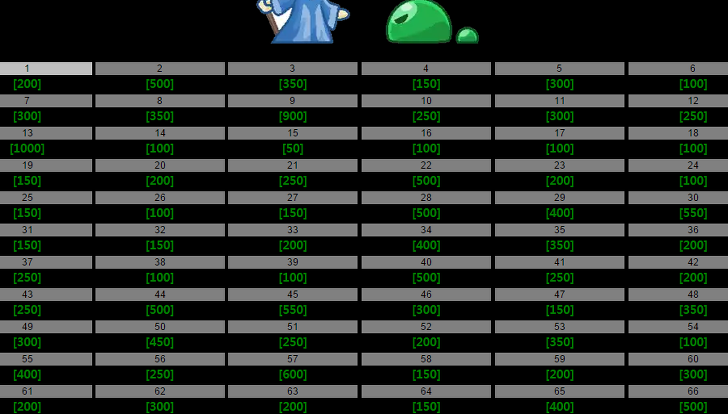 1 2 3 4 5 6
[200] [500] [350] [150] [300] [100]
7 8 9 10 11 12
[300] [350] [900] [250] [300] [250]
13 14 15 16 17 18
[1000] [100] [50] [100] [100] [100]
19 20 21 22 23 24
[150] [200] [250] [500] [200] [100]
25 26 27 28 29 30
[150] [100] [150] [500] [400] [550]
31 32 33 34 35 36
[150] [150] [200] [400] [350] [200]
37 38 39 40 41 42
[250] [100] [100] [500] [250] [200]
43 44 45 46 47 48
[250] [500] [550] [300] [150] [350]
49 50 51 52 53 54
[300] [450] [250] [200] [350] [100]
55 56 57 58 59 60
[400] [250] [600] [150] [200] [300]
61 62 63 64 65 66
[200] [300] [200] [150] [400] [500]